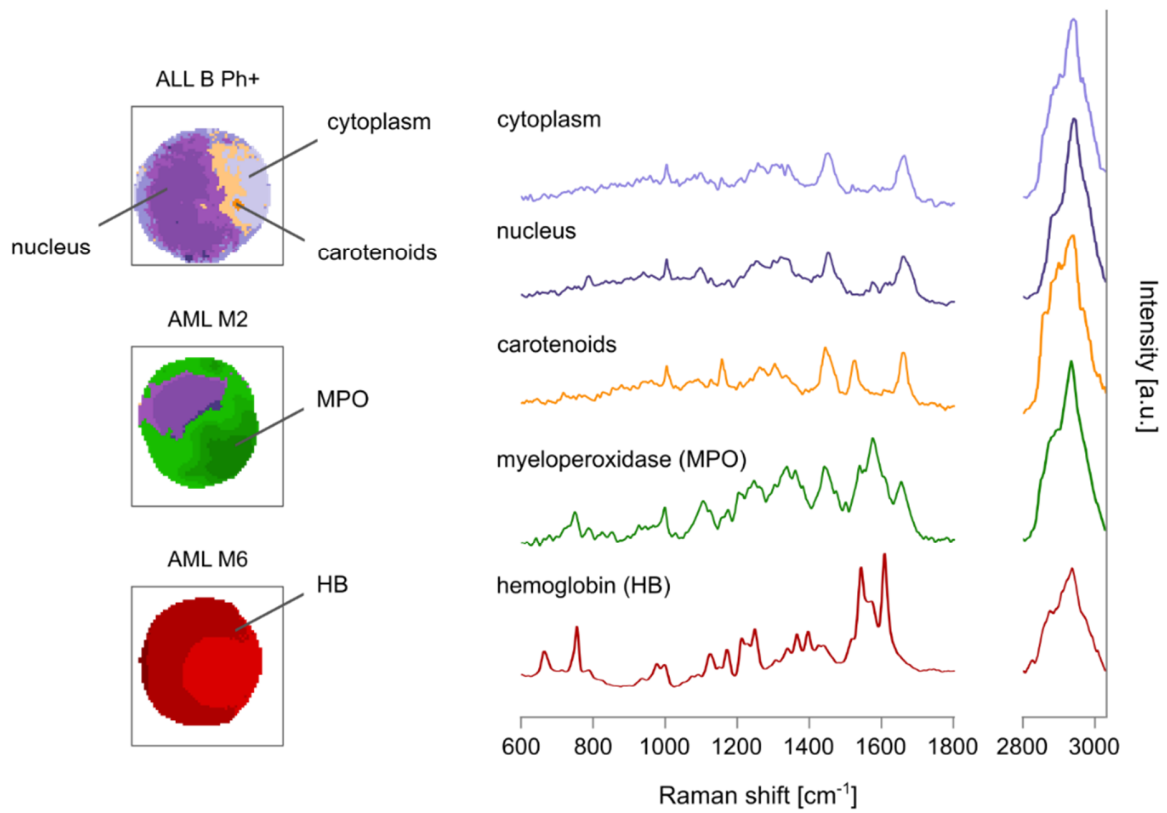 ALL B Ph+
cytoplasm
nucleus
carotenoids
AML M2
MPO
AML M6
HB
cytoplasm
nucleus
carotenoids
myeloperoxidase (MPO)
hemoglobin (HB)
600 800 1000 1200 1400 1600 1800 2800 3000
Raman shift [cm⁻¹]
Intensity [a.u.]